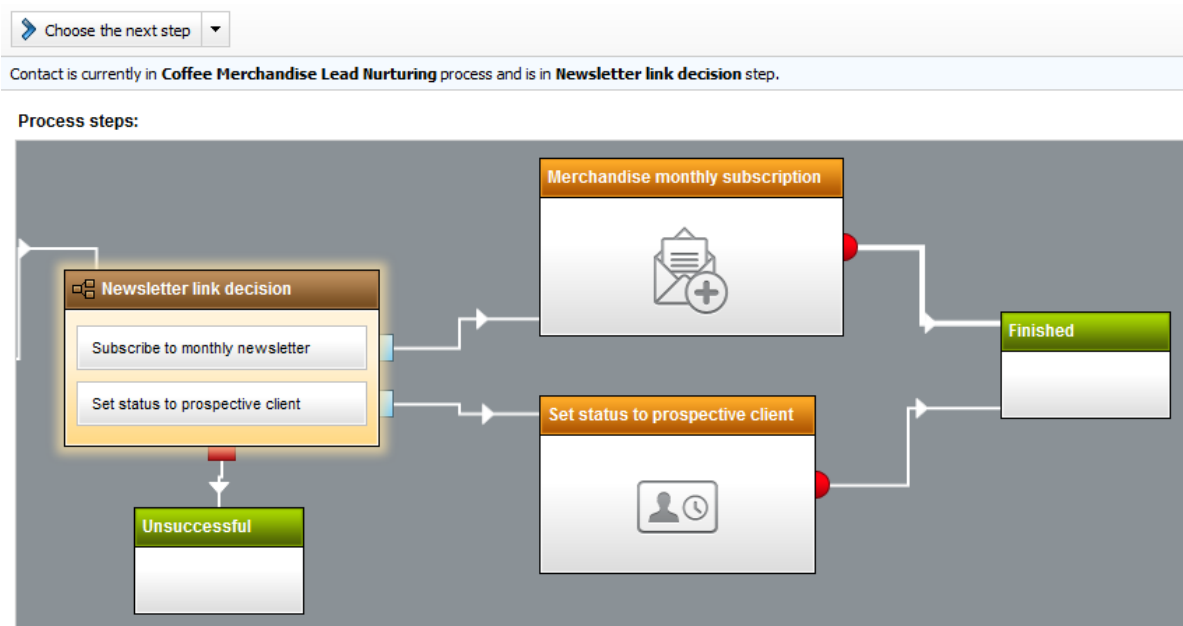 Choose the next step
Contact is currently in Coffee Merchandise Lead Nurturing process and is in Newsletter link decision step.
Process steps:
Merchandise monthly subscription
Newsletter link decision
Subscribe to monthly newsletter
Set status to prospective client
Finished
Set status to prospective client
Unsuccessful